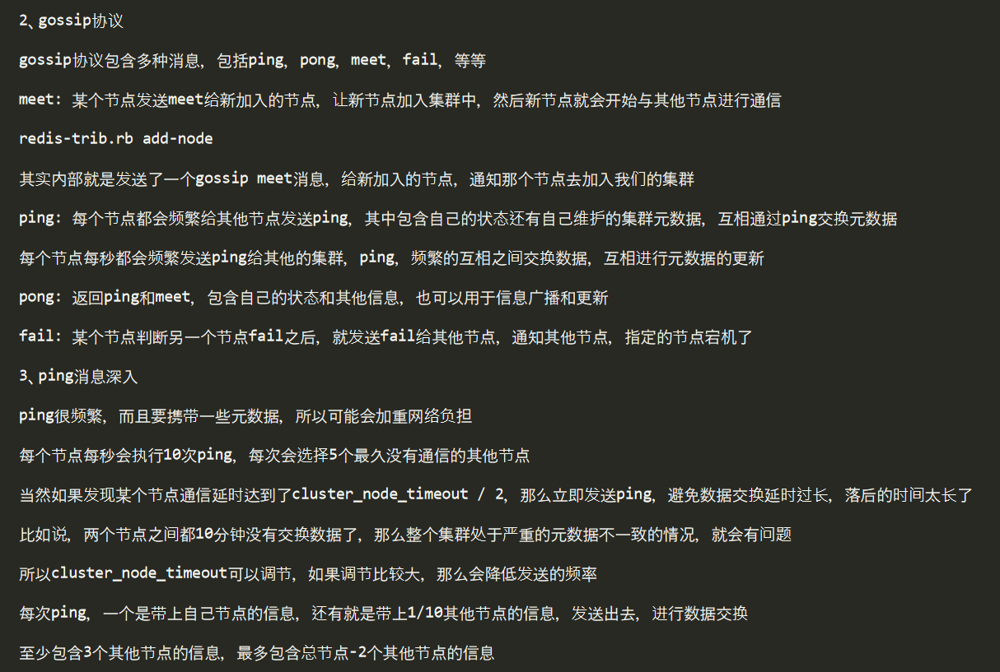 2、gossip协议
gossip协议包含多种消息，包括ping，pong，meet，fail，等等
meet: 某个节点发送meet给新加入的节点，让新节点加入集群中，然后新节点就会开始与其他节点进行通信
redis-trib.rb add-node
其实内部就是发送了一个gossip meet消息，给新加入的节点，通知那个节点去加入我们的集群
ping: 每个节点都会频繁给其他节点发送ping，其中包含自己的状态还有自己维护的集群元数据，互相通过ping交换元数据
每个节点每秒都会频繁发送ping给其他的集群，ping，频繁的互相之间交换数据，互相进行元数据的更新
pong: 返回ping和meet，包含自己的状态和其他信息，也可以用于信息广播和更新
fail: 某个节点判断另一个节点fail之后，就发送fail给其他节点，通知其他节点，指定的节点宕机了
3、ping消息深入
ping很频繁，而且要携带一些元数据，所以可能会加重网络负担
每个节点每秒会执行10次ping，每次会选择5个最久没有通信的其他节点
当然如果发现某个节点通信延时达到了cluster_node_timeout / 2，那么立即发送ping，避免数据交换延时过长，落后的时间太长了
比如说，两个节点之间都10分钟没有交换数据了，那么整个集群处于严重的元数据不一致的情况，就会有问题
所以cluster_node_timeout可以调节，如果调节比较大，那么会降低发送的频率
每次ping，一个是带上自己节点的信息，还有就是带上1/10其他节点的信息，发送出去，进行数据交换
至少包含3个其他节点的信息，最多包含总节点-2个其他节点的信息